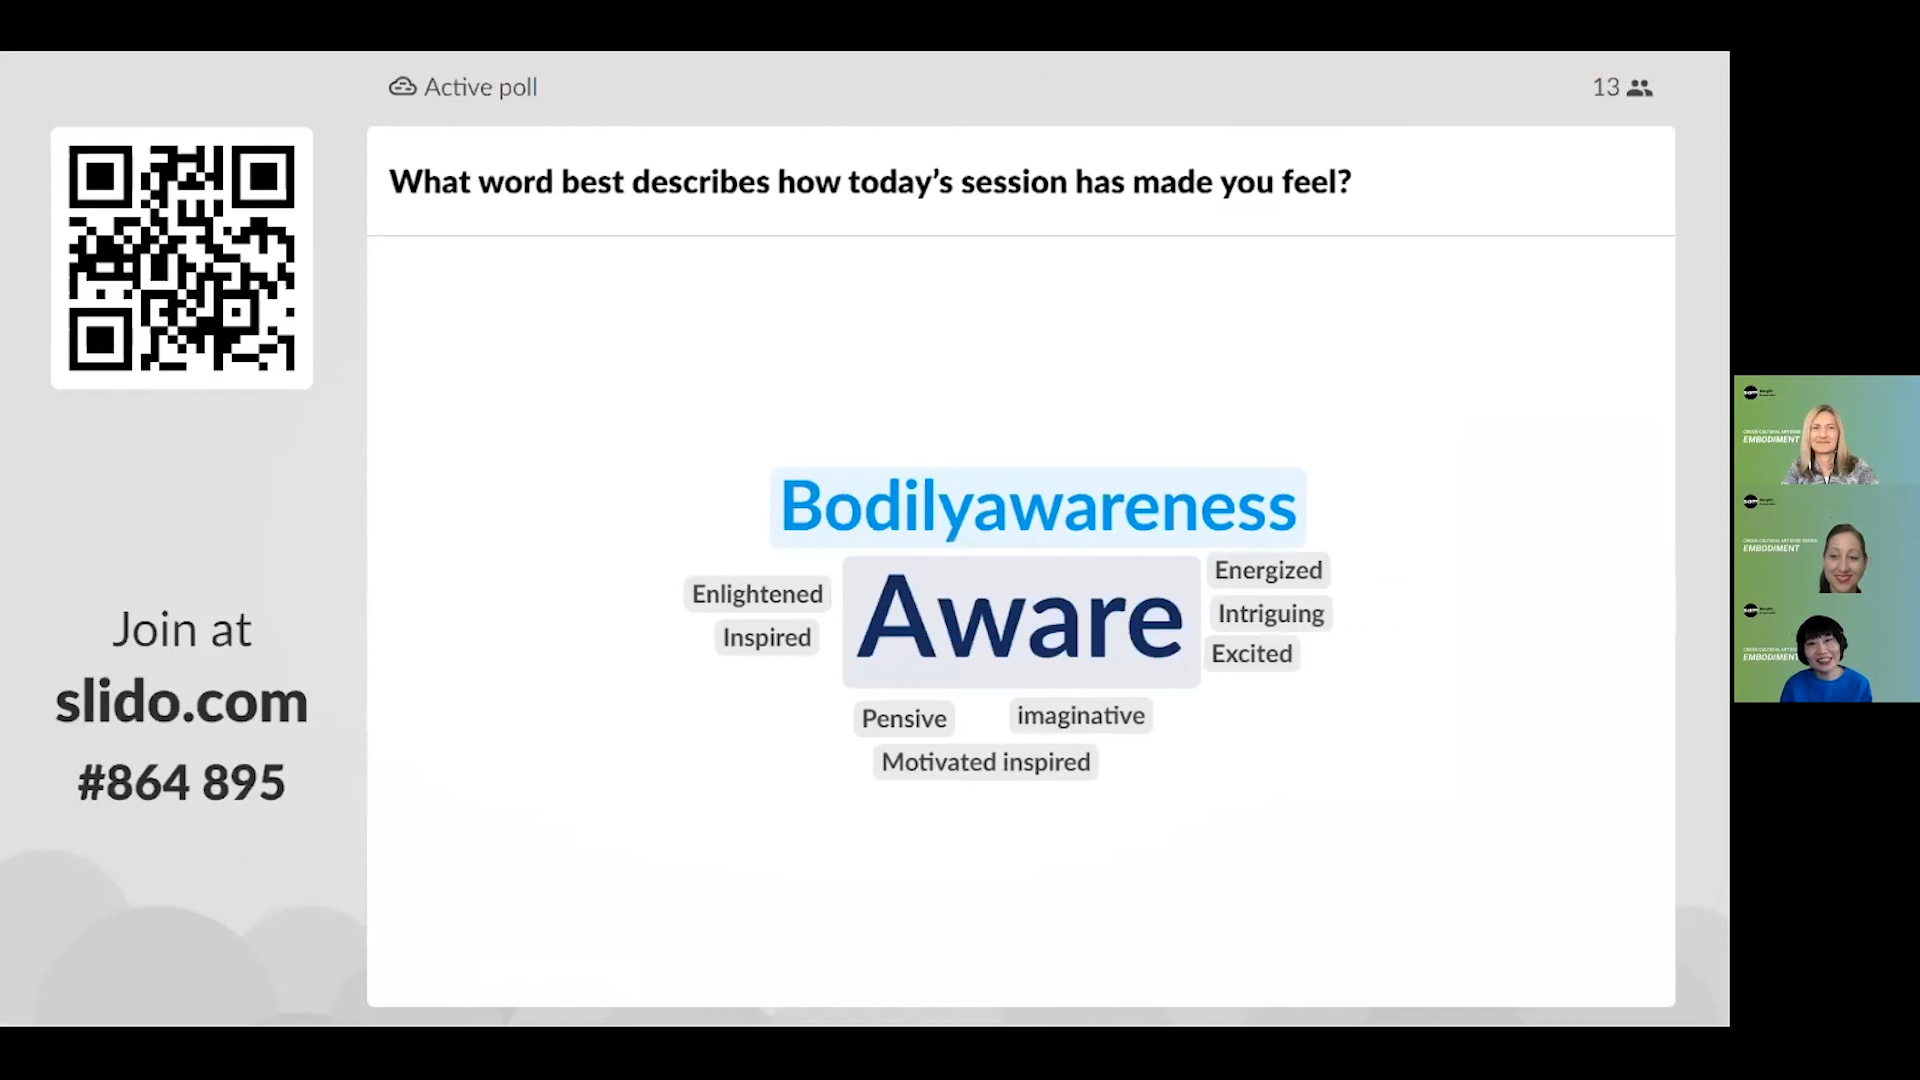 Active poll
13
What word best describes how today's session has made you feel?
Bodilyawareness
Aware
Enlightened
Inspired
Energized
Intriguing
Excited
Pensive
imaginative
Motivated inspired
Join at
slido.com
#864 895
EMBODIMENT
EMBODIMENT
EMBODIMENT